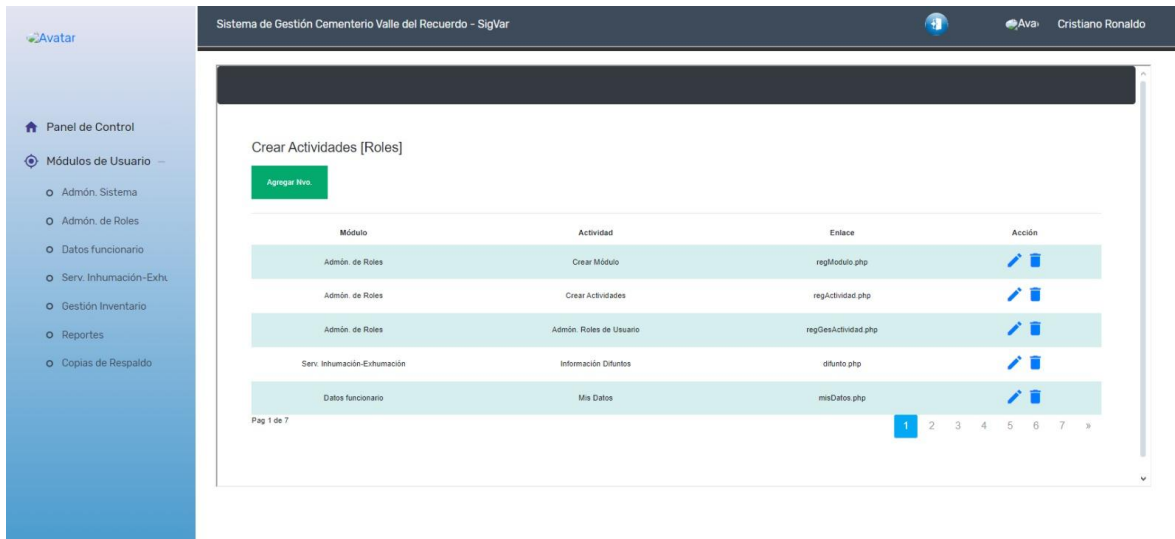 Avatar
Sistema de Gestión Cementerio Valle del Recuerdo - SigVar
Ava
Cristiano Ronaldo
Panel de Control
Módulos de Usuario
Admón. Sistema
Admón. de Roles
Datos funcionario
Serv. Inhumación-Exhu
Gestión Inventario
Reportes
Copias de Respaldo
Crear Actividades [Roles]
Agregar Nvo.
Módulo Actividad Enlace Acción
Admón. de Roles Crear Módulo regModulo.php
Admón. de Roles Crear Actividades regActividad.php
Admón. de Roles Admón. Roles de Usuario regGesActividad.php
Serv. Inhumación-Exhumación Información Difuntos difunto.php
Datos funcionario Mis Datos misDatos.php
Pag 1 de 7
1 2 3 4 5 6 7 »